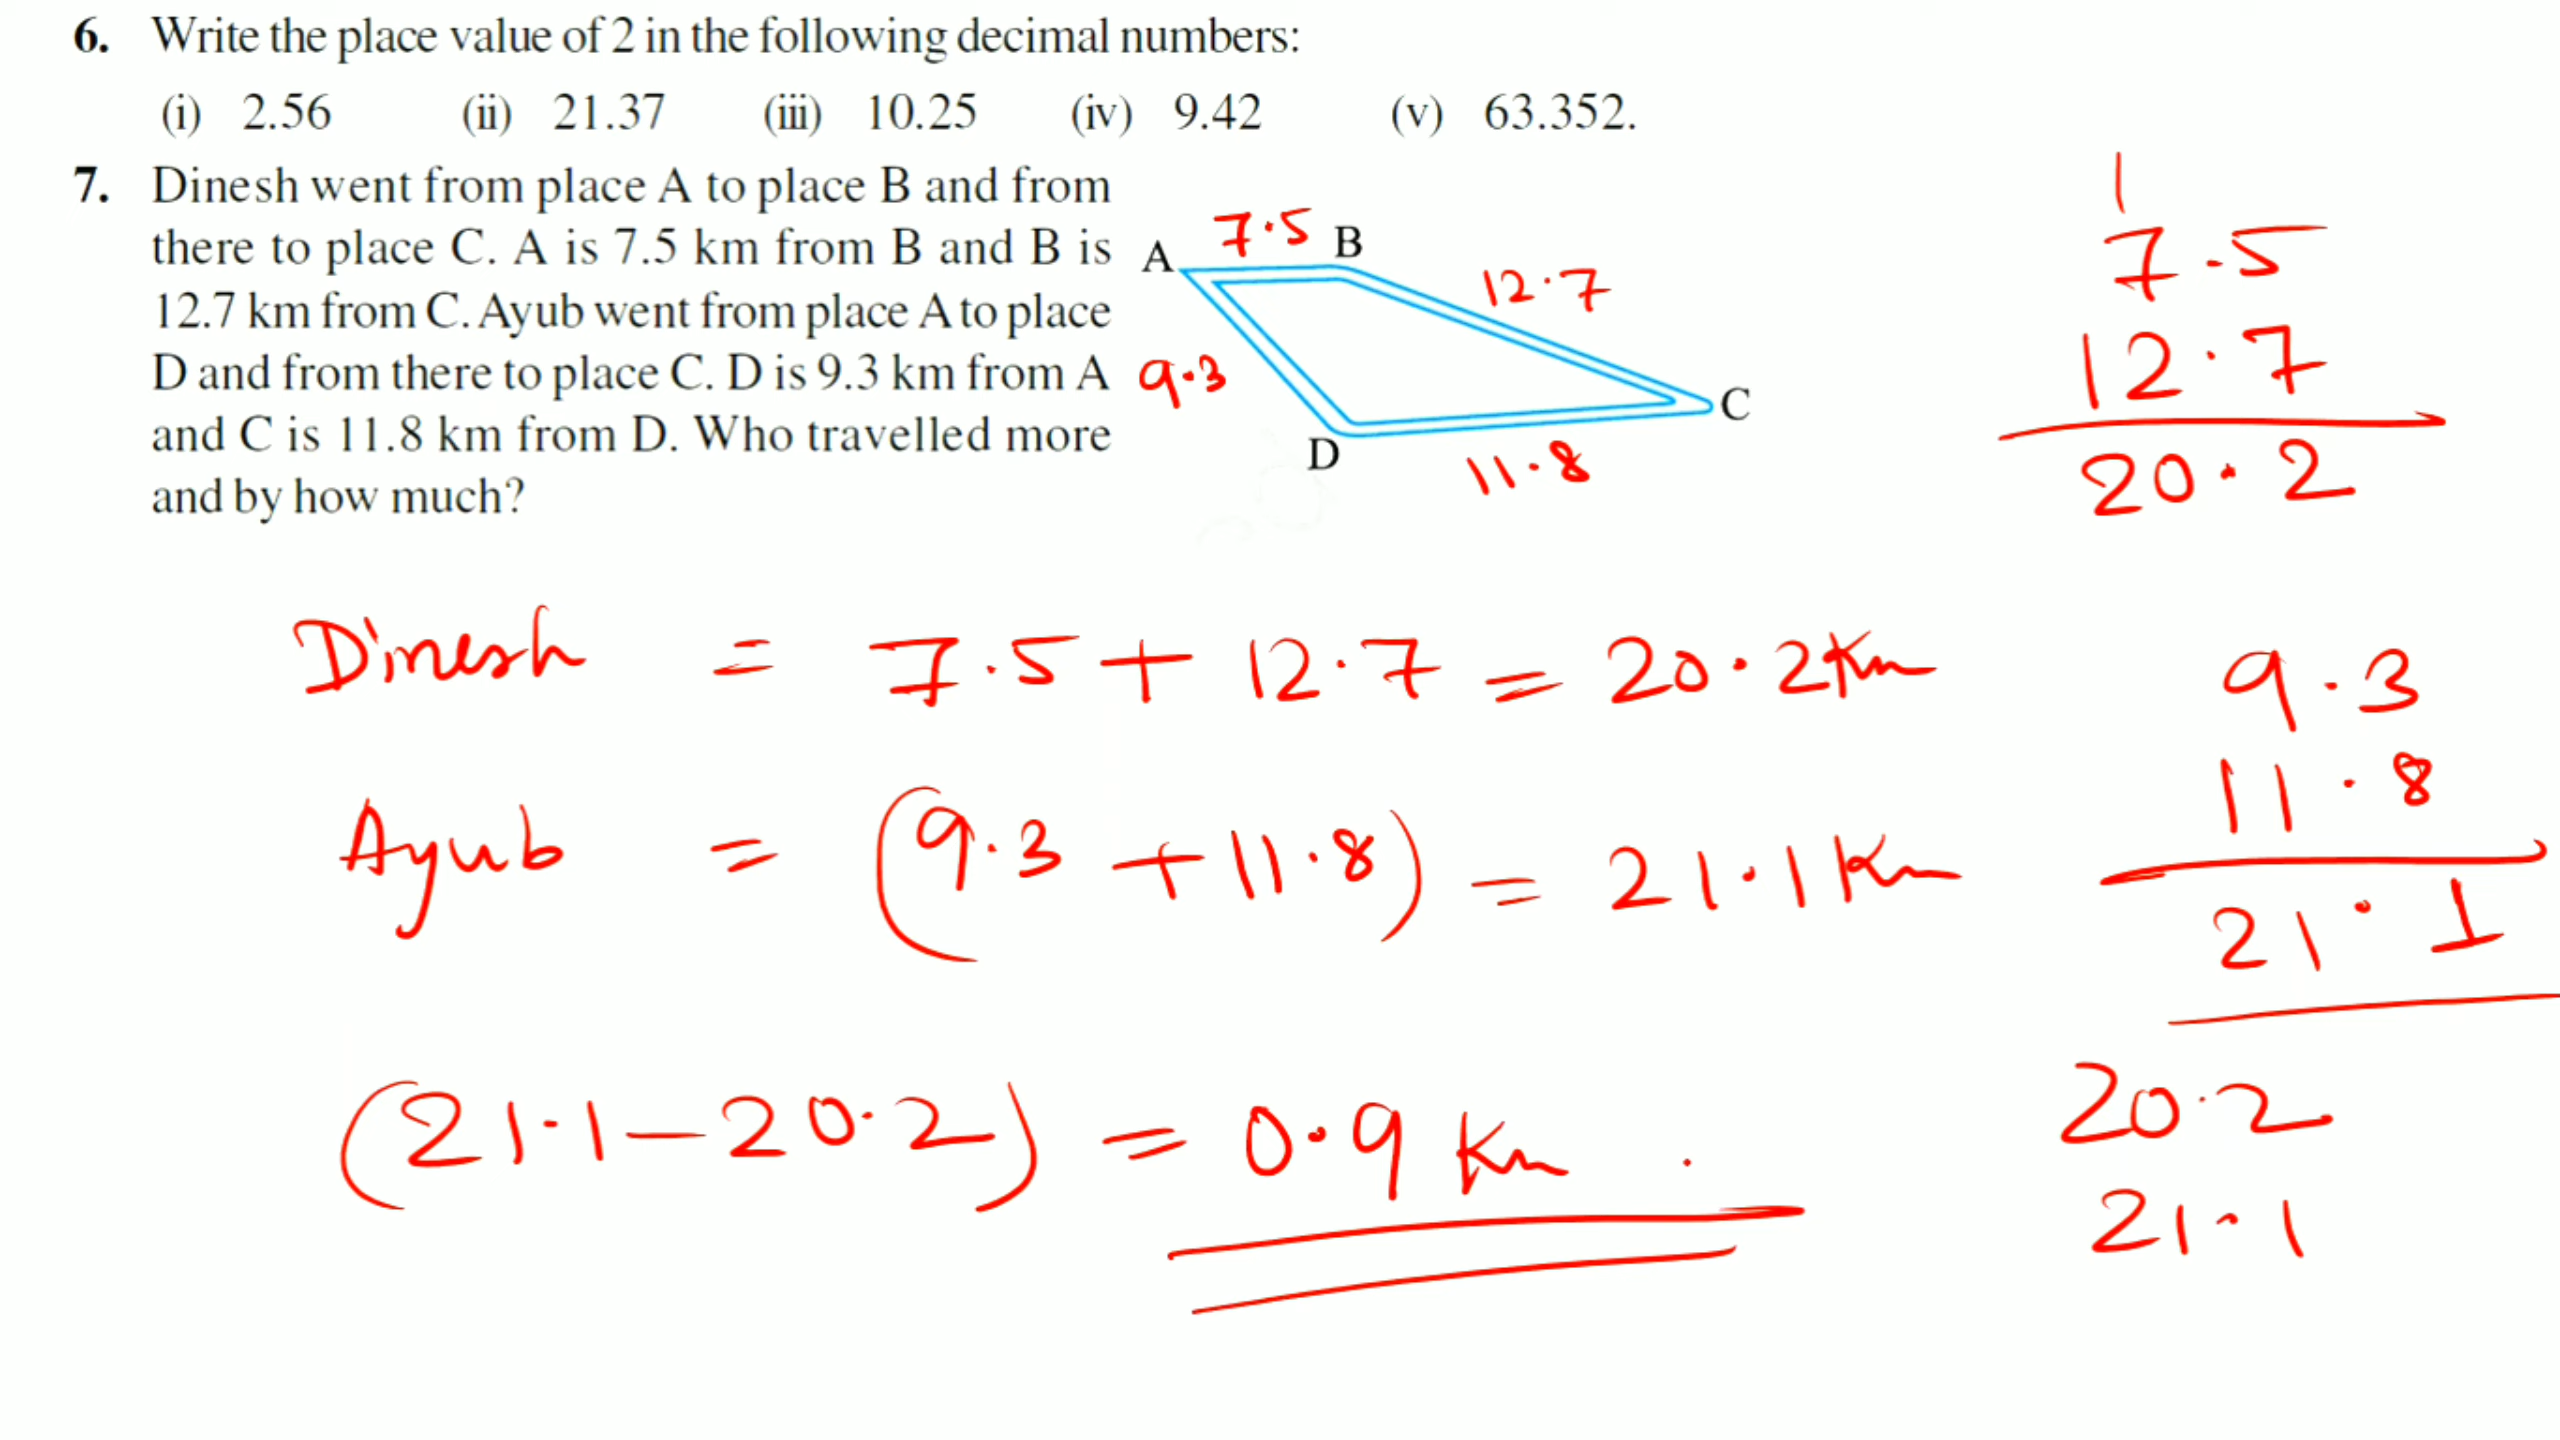 6. Write the place value of 2 in the following decimal numbers:
(i) 2.56 (ii) 21.37 (iii) 10.25 (iv) 9.42 (v) 63.352.
7. Dinesh went from place A to place B and from
there to place C. A is 7.5 km from B and B is
12.7 km from C. Ayub went from place A to place
D and from there to place C. D is 9.3 km from A
and C is 11.8 km from D. Who travelled more
and by how much?
A 7.5 B
12.7
9.3
C
D
11.8
1
7.5
12.7
20.2
Dinesh = 7.5 + 12.7 = 20.2 Km
Ayub = (9.3 + 11.8) = 21.1 Km
(21.1 - 20.2) = 0.9 Km .
9.3
11.8
21.1
20.2
21.1